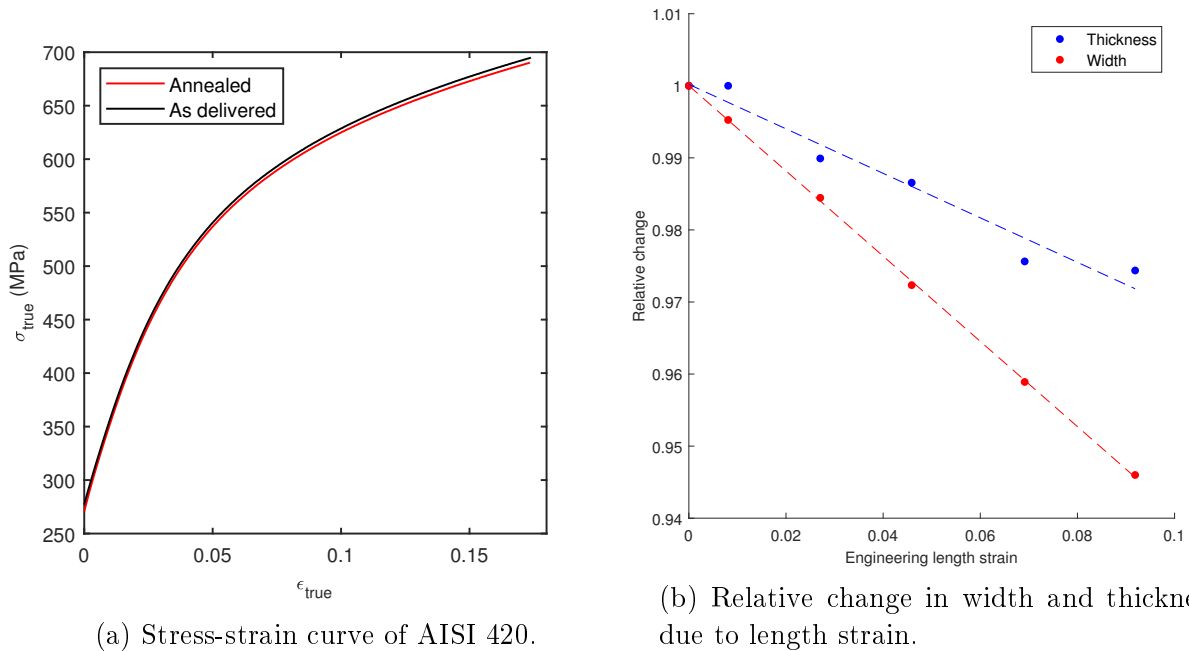 700
650
600
550
500
450
400
350
300
250
0
0.05
0.1
0.15
σtrue (MPa)
ϵtrue
Annealed
As delivered
(a) Stress-strain curve of AISI 420.
1.01
1
0.99
0.98
0.97
0.96
0.95
0.94
0
0.02
0.04
0.06
0.08
0.1
Relative change
Engineering length strain
Thickness
Width
(b) Relative change in width and thickne
due to length strain.